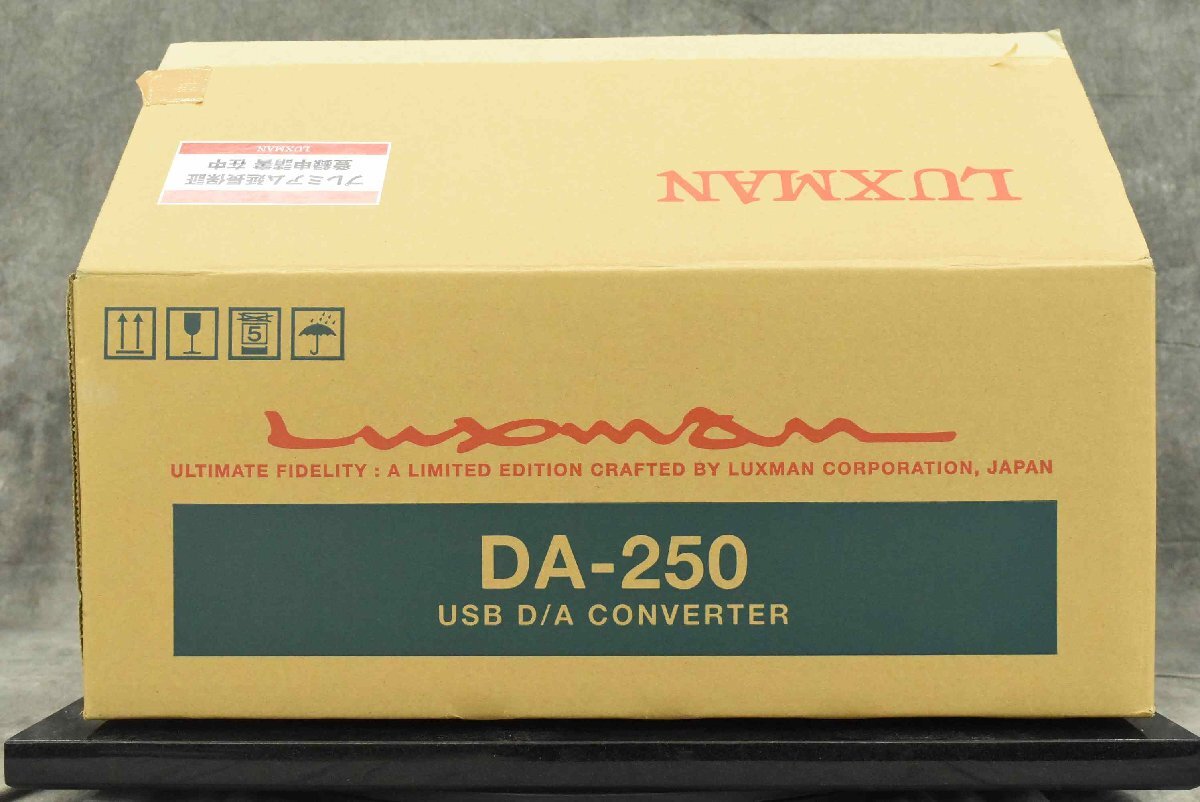 LUXMAN
プレミアム延長保証
登録申請書 在中
LUXMAN
5
Luxman
ULTIMATE FIDELITY : A LIMITED EDITION CRAFTED BY LUXMAN CORPORATION, JAPAN
DA-250
USB D/A CONVERTER